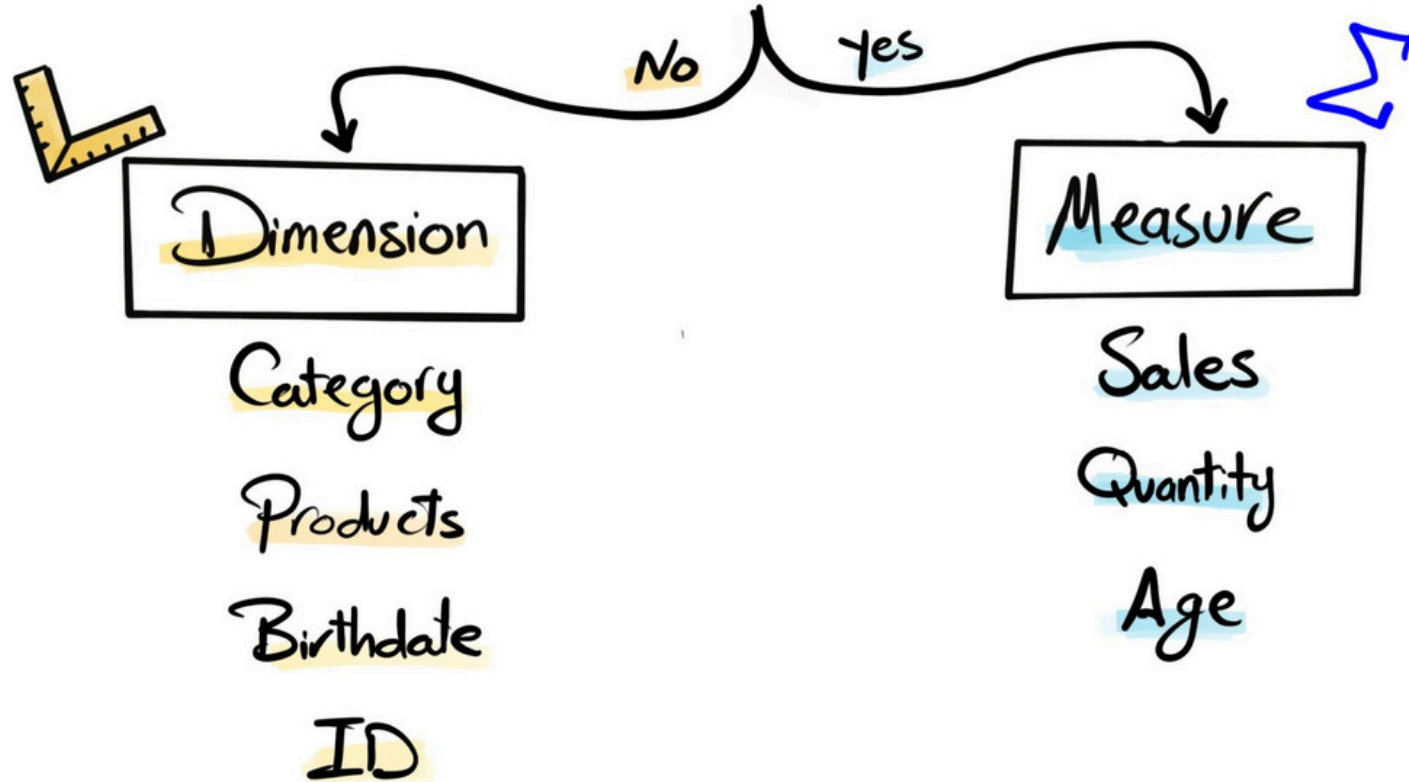 No
yes
Dimension
Measure
Category
Sales
Products
Quantity
Birthdate
Age
ID